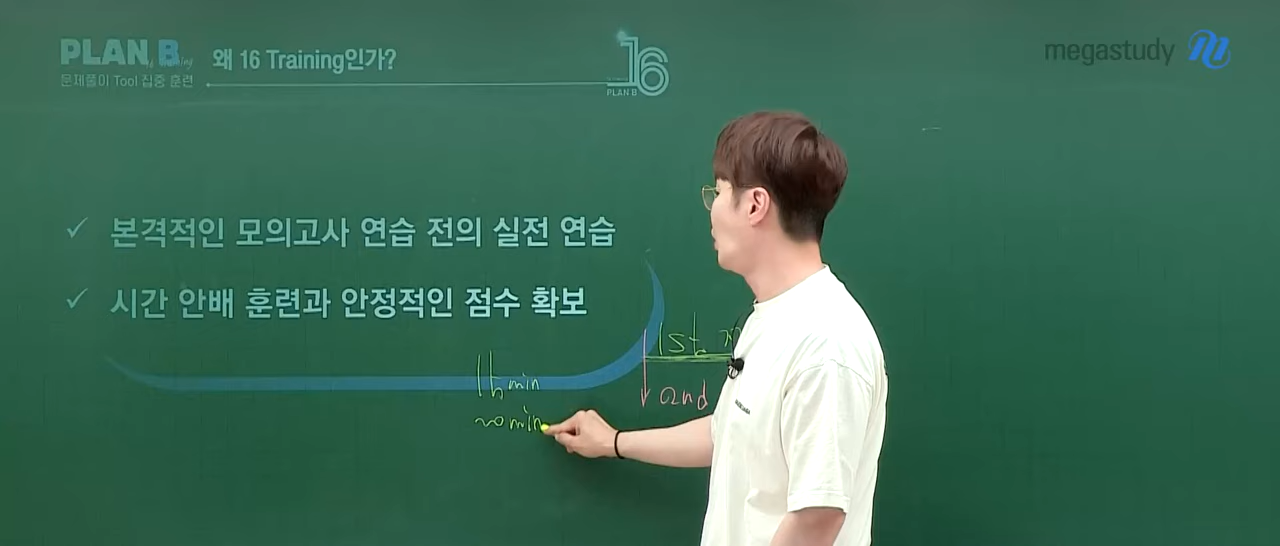 PLAN B 왜 16 Training인가?
문제풀이 Tool 집중 훈련
16
PLAN B
megastudy
✓ 본격적인 모의고사 연습 전의 실전 연습
✓ 시간 안배 훈련과 안정적인 점수 확보
1st
2nd
16 min
20 min